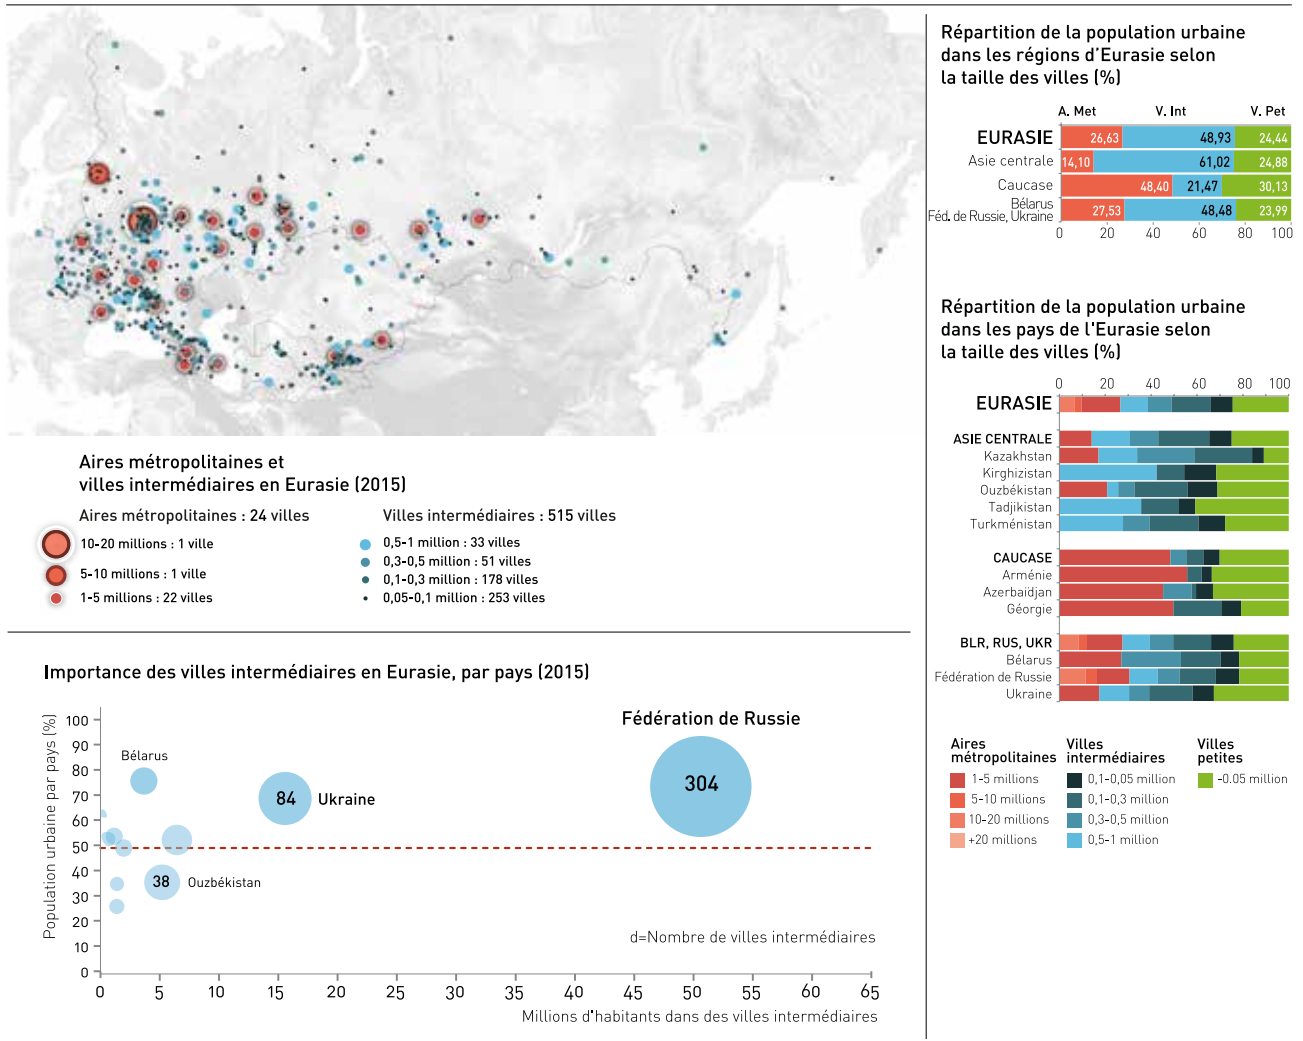 Aires métropolitaines et
villes intermédiaires en Eurasie (2015)
Aires métropolitaines : 24 villes
10-20 millions : 1 ville
5-10 millions : 1 ville
1-5 millions : 22 villes
Villes intermédiaires : 515 villes
0,5-1 million : 33 villes
0,3-0,5 million : 51 villes
0,1-0,3 million : 178 villes
0,05-0,1 million : 253 villes
Importance des villes intermédiaires en Eurasie, par pays (2015)
Population urbaine par pays (%)
100
90
80
70
60
50
40
30
20
10
0
Bélarus
84 Ukraine
Fédération de Russie
304
38 Ouzbékistan
d=Nombre de villes intermédiaires
0 5 10 15 20 25 30 35 40 45 50 55 60 65
Millions d'habitants dans des villes intermédiaires
Répartition de la population urbaine
dans les régions d'Eurasie selon
la taille des villes (%)
A. Met V. Int V. Pet
EURASIE 26,63 48,93 24,44
Asie centrale 14,10 61,02 24,88
Caucase 48,40 21,47 30,13
Bélarus
Féd. de Russie, Ukraine 27,53 48,48 23,99
0 20 40 60 80 100
Répartition de la population urbaine
dans les pays de l'Eurasie selon
la taille des villes (%)
0 20 40 60 80 100
EURASIE
ASIE CENTRALE
Kazakhstan
Kirghizistan
Ouzbékistan
Tadjikistan
Turkménistan
CAUCASE
Arménie
Azerbaïdjan
Géorgie
BLR, RUS, UKR
Bélarus
Fédération de Russie
Ukraine
Aires
métropolitaines
1-5 millions
5-10 millions
10-20 millions
+20 millions
Villes
intermédiaires
0,1-0,05 million
0,1-0,3 million
0,3-0,5 million
0,5-1 million
Villes
petites
-0.05 million